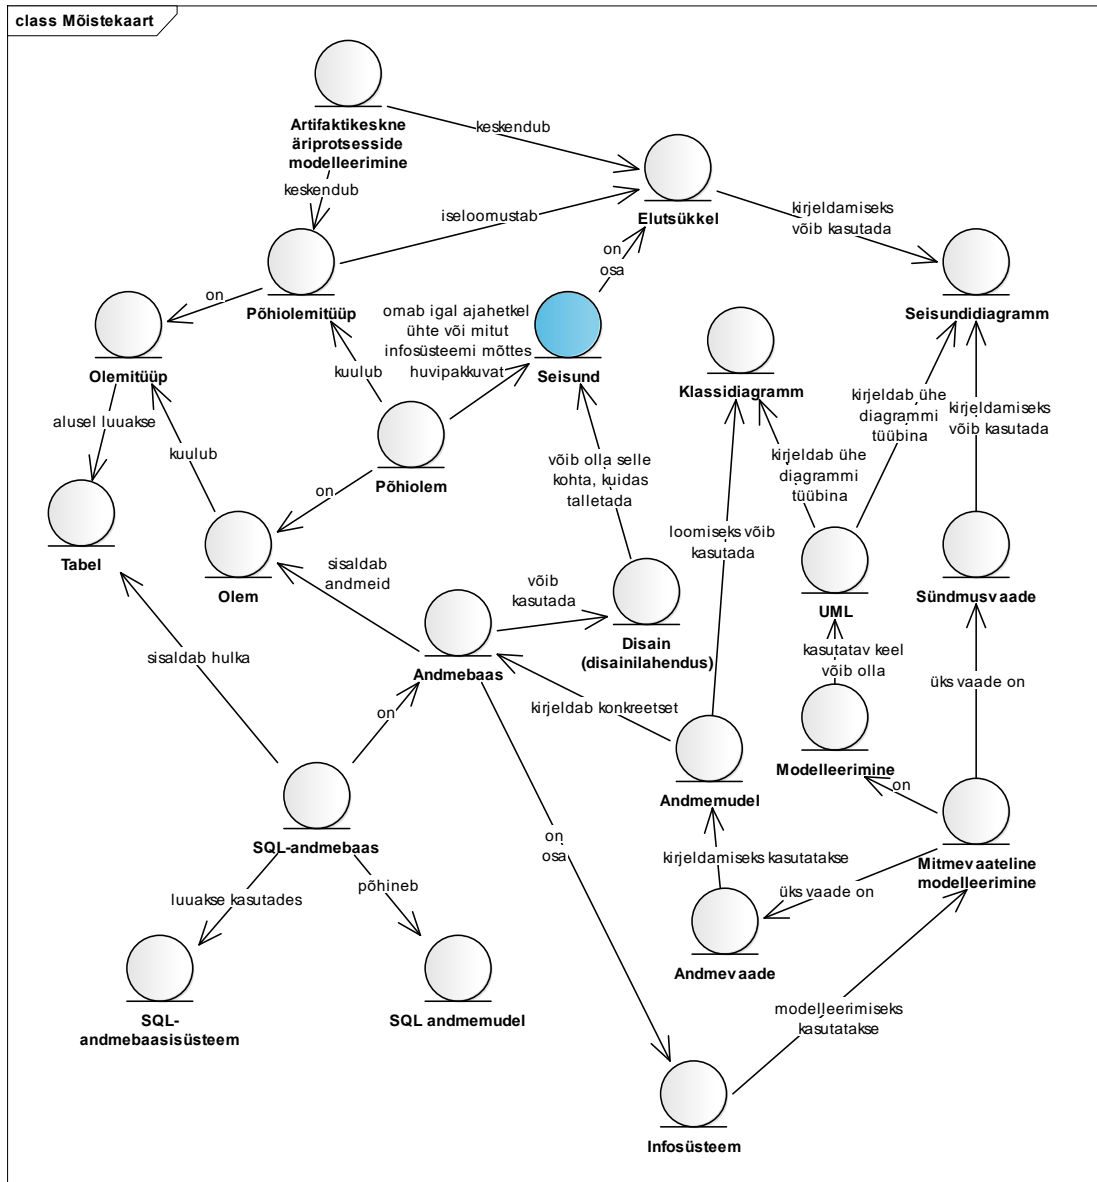 class Mõistekaart
Artifaktikeskne
äriprotsesside
modelleerimine
keskendub
keskendub
Elutsükkel
iseloomustab
kirjeldamiseks
võib kasutada
Põhiolemitüüp
on
on
osa
Seisundidiagramm
Olemitüüp
omab igal ajahetkel
ühte või mitut
infosüsteemi mõttes
huvipakkuvat
Seisund
Klassidiagramm
kuulub
alusel luuakse
kuulub
Põhiolem
on
võib olla selle
kohta, kuidas
talletada
kirjeldab ühe
diagrammi
tüübina
kirjeldab ühe
diagrammi
tüübina
kirjeldamiseks
võib kasutada
Tabel
Olem
sisaldab
andmeid
võib
kasutada
loomiseks võib
kasutada
UML
Sündmusvaade
Disain
(disainilahendus)
Andmebaas
sisaldab hulka
on
kirjeldab konkreetset
kasutatav keel
võib olla
üks vaade on
Modelleerimine
on
Andmemudel
SQL-andmebaas
on
osa
kirjeldamiseks kasutatakse
üks vaade on
Mitmevaateline
modelleerimine
luuakse kasutades
põhineb
Andmevaade
SQL-
andmebaasisüsteem
SQL andmemudel
modelleerimiseks
kasutatakse
Infosüsteem